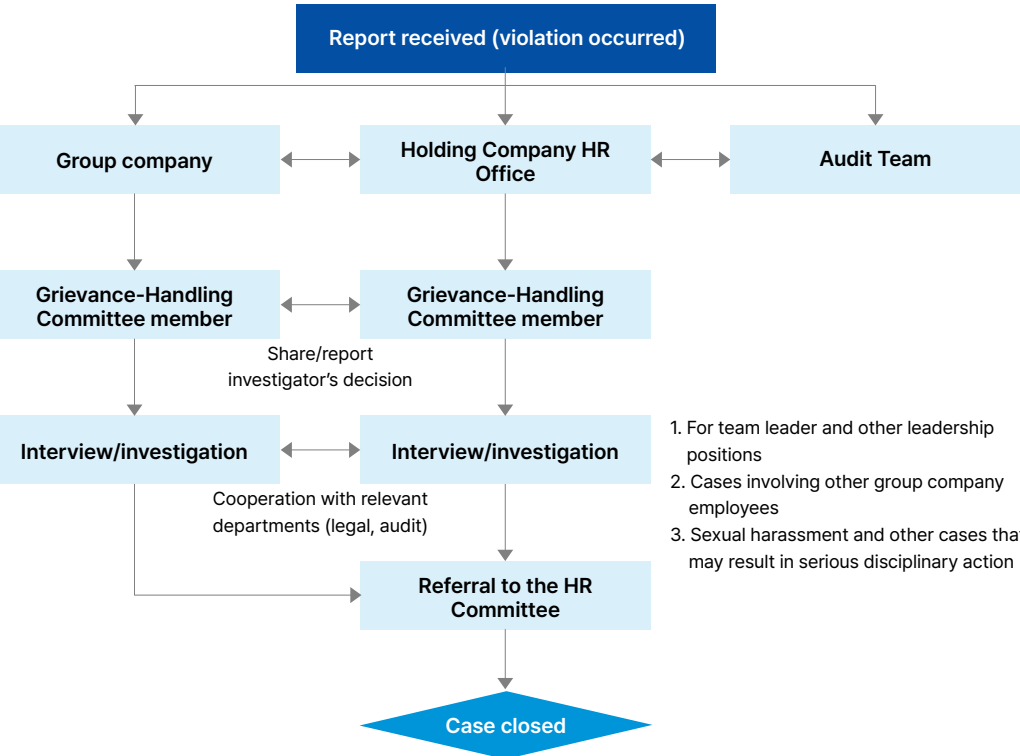 Report received (violation occurred)
Group company
Holding Company HR
Office
Audit Team
Grievance-Handling
Committee member
Grievance-Handling
Committee member
Share/report
investigator’s decision
Interview/investigation
Interview/investigation
1. For team leader and other leadership
positions
2. Cases involving other group company
employees
3. Sexual harassment and other cases that
may result in serious disciplinary action
Cooperation with relevant
departments (legal, audit)
Referral to the HR
Committee
Case closed